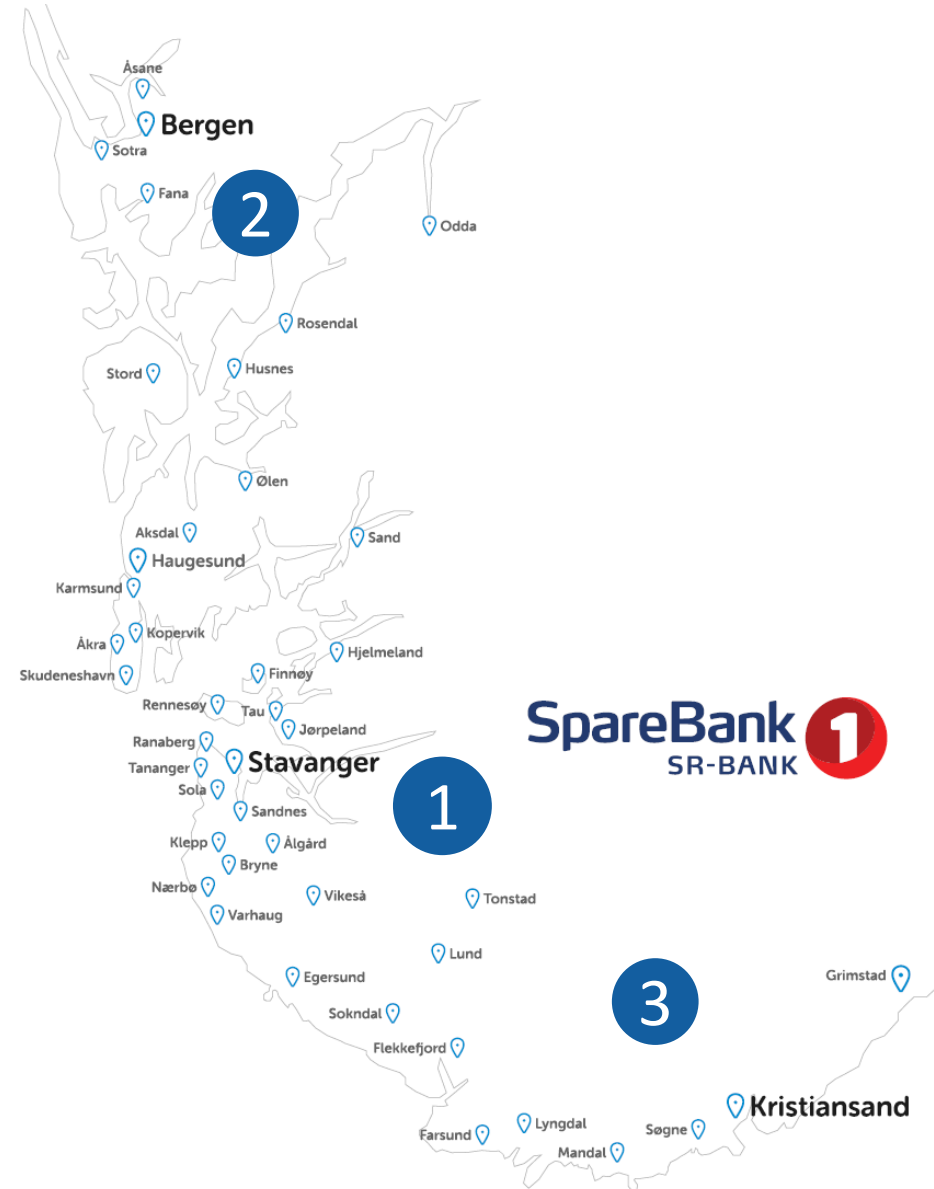 Åsane
Bergen
Sotra
Fana
2
Odda
Rosendal
Stord
Husnes
Ølen
Aksdal
Sand
Haugesund
Karmsund
Kopervik
Åkra
Hjelmeland
Skudeneshavn
Finnøy
Rennesøy
Tau
Jørpeland
SpareBank 1
SR-BANK
Ranaberg
Stavanger
Tananger
Sola
1
Sandnes
Klepp
Ålgård
Bryne
Nærbø
Vikeså
Tonstad
Varhaug
Lund
Egersund
Grimstad
3
Sokndal
Flekkefjord
Kristiansand
Lyngdal
Farsund
Søgne
Mandal